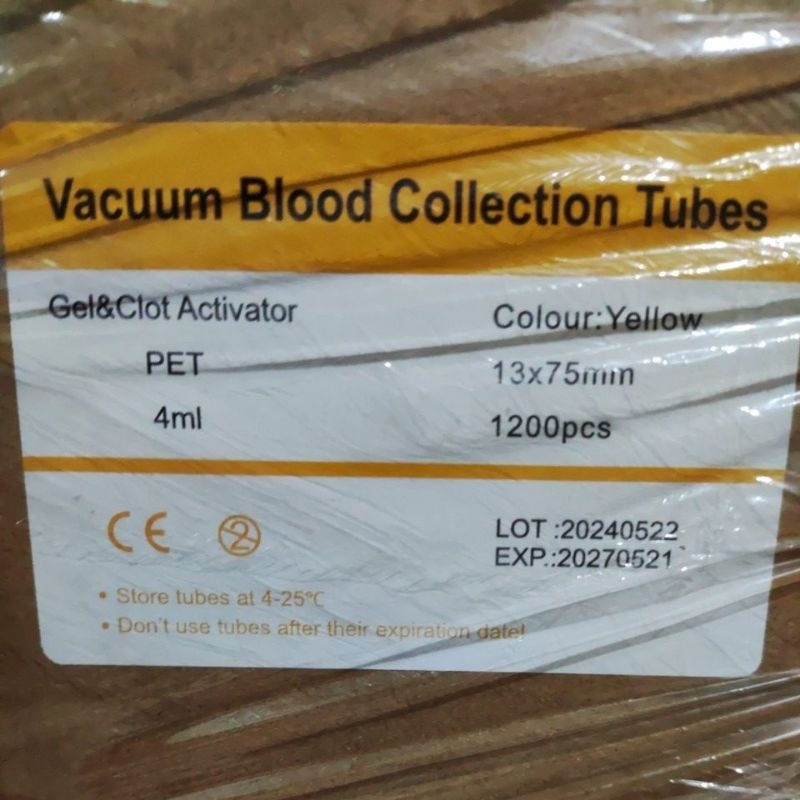 Vacuum Blood Collection Tubes
Gel&Clot Activator
Colour:Yellow
PET
13x75mm
4ml
1200pcs
CE
2
LOT :20240522
EXP.:20270521
• Store tubes at 4-25℃
• Don't use tubes after their expiration date!